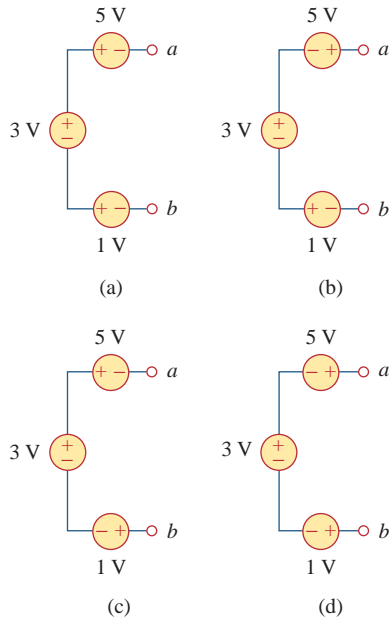 5 V
+ − a
3 V + −
+ − b
1 V
(a)
5 V
− + a
3 V + −
+ − b
1 V
(b)
5 V
+ − a
3 V + −
− + b
1 V
(c)
5 V
− + a
3 V + −
− + b
1 V
(d)